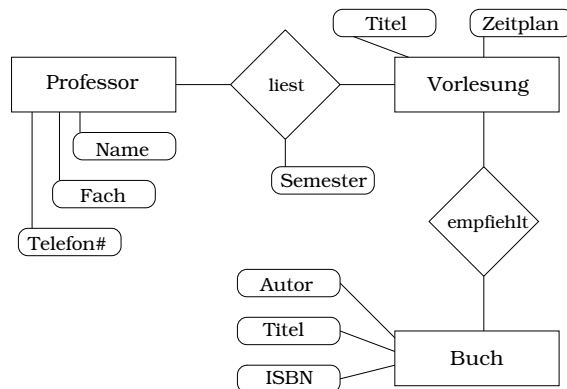 Titel
Zeitplan
Professor
liest
Vorlesung
Name
Semester
Fach
empfiehlt
Telefon#
Autor
Titel
Buch
ISBN